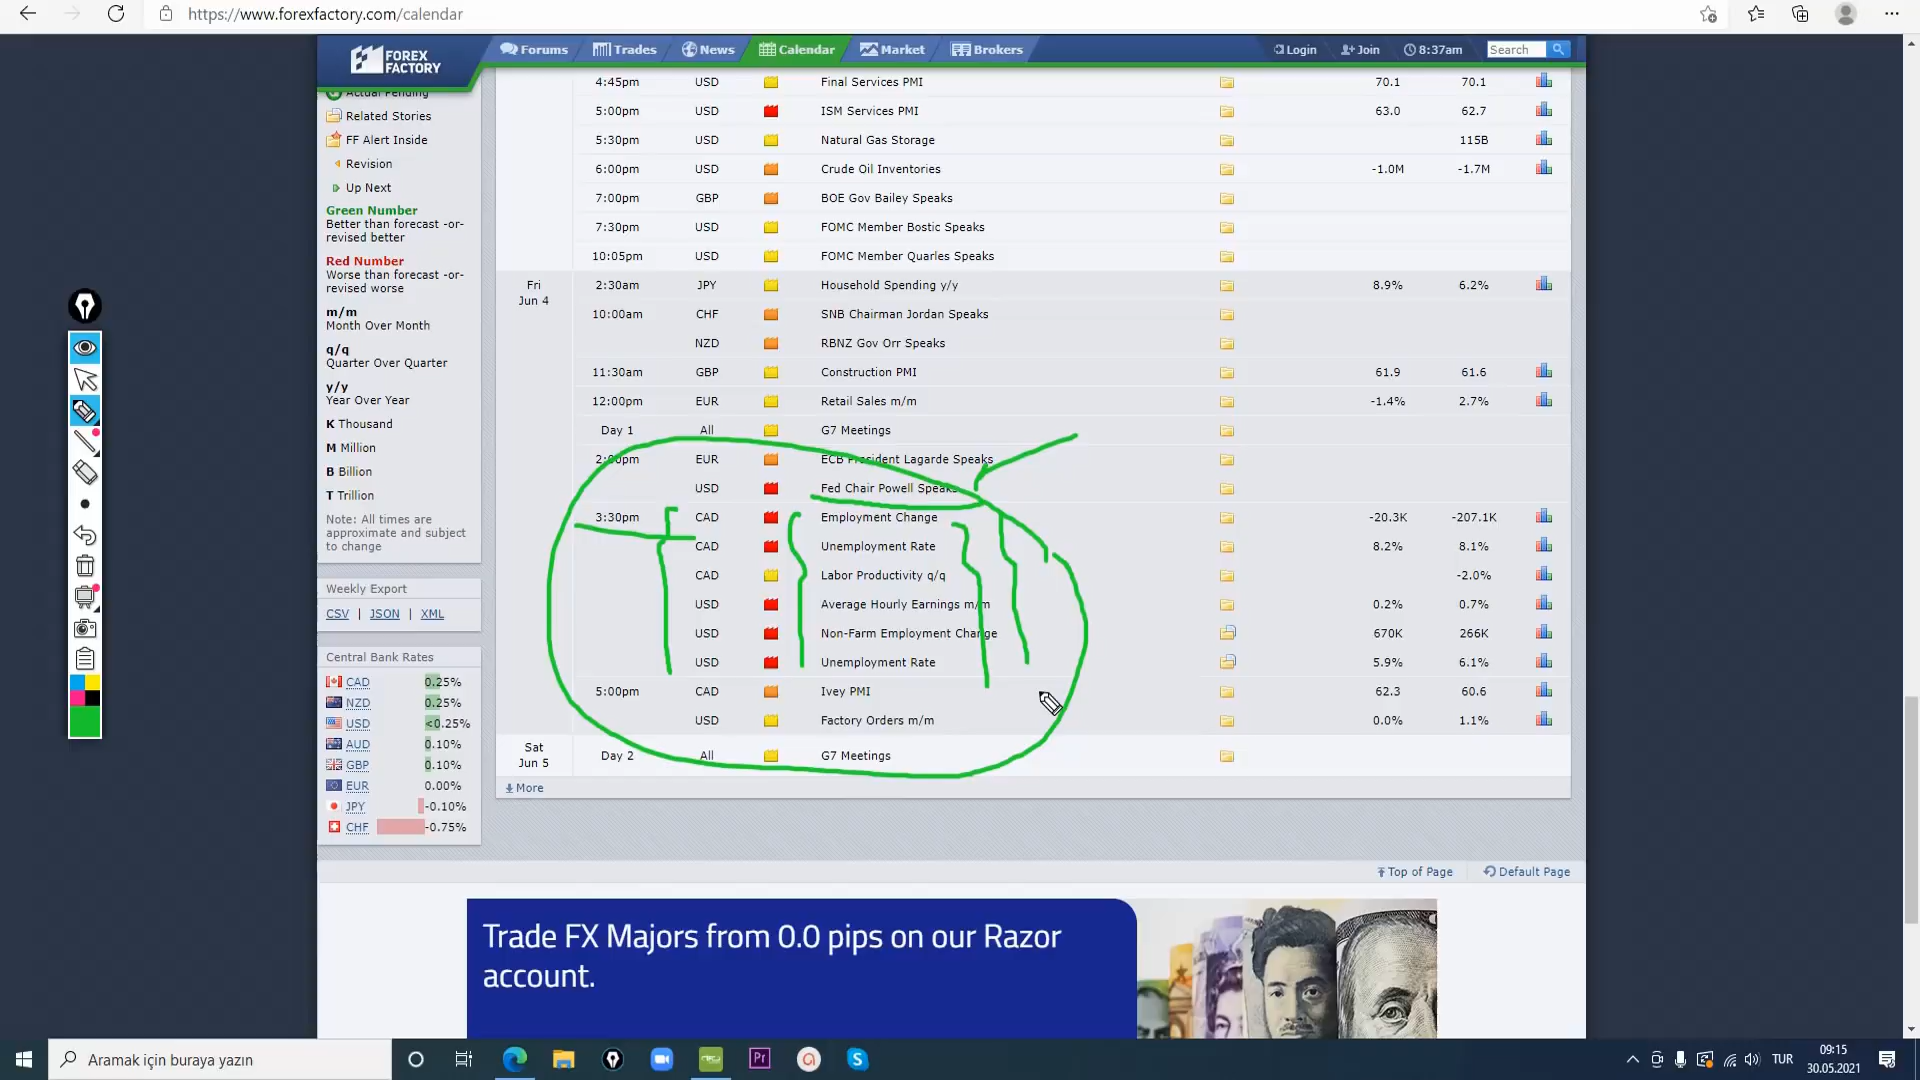 https://www.forexfactory.com/calendar
FOREX FACTORY
Forums Trades News Calendar Market Brokers Login Join 8:37am Search
Actual Pending
Related Stories
FF Alert Inside
Revision
Up Next
Green Number
Better than forecast -or-
revised better
Red Number
Worse than forecast -or-
revised worse
m/m
Month Over Month
q/q
Quarter Over Quarter
y/y
Year Over Year
K Thousand
M Million
B Billion
T Trillion
Note: All times are
approximate and subject
to change
Weekly Export
CSV | JSON | XML
Central Bank Rates
CAD 0.25%
NZD 0.25%
USD <0.25%
AUD 0.10%
GBP 0.10%
EUR 0.00%
JPY -0.10%
CHF -0.75%
4:45pm USD Final Services PMI 70.1 70.1
5:00pm USD ISM Services PMI 63.0 62.7
5:30pm USD Natural Gas Storage 115B
6:00pm USD Crude Oil Inventories -1.0M -1.7M
7:00pm GBP BOE Gov Bailey Speaks
7:30pm USD FOMC Member Bostic Speaks
10:05pm USD FOMC Member Quarles Speaks
Fri
Jun 4
2:30am JPY Household Spending y/y 8.9% 6.2%
10:00am CHF SNB Chairman Jordan Speaks
NZD RBNZ Gov Orr Speaks
11:30am GBP Construction PMI 61.9 61.6
12:00pm EUR Retail Sales m/m -1.4% 2.7%
Day 1 All G7 Meetings
2:00pm EUR ECB President Lagarde Speaks
USD Fed Chair Powell Speaks
3:30pm CAD Employment Change -20.3K -207.1K
CAD Unemployment Rate 8.2% 8.1%
CAD Labor Productivity q/q -2.0%
USD Average Hourly Earnings m/m 0.2% 0.7%
USD Non-Farm Employment Change 670K 266K
USD Unemployment Rate 5.9% 6.1%
5:00pm CAD Ivey PMI 62.3 60.6
USD Factory Orders m/m 0.0% 1.1%
Sat
Jun 5
Day 2 All G7 Meetings
More
Top of Page Default Page
Trade FX Majors from 0.0 pips on our Razor
account.
Aramak için buraya yazın
Pr
TUR
09:15
30.05.2021